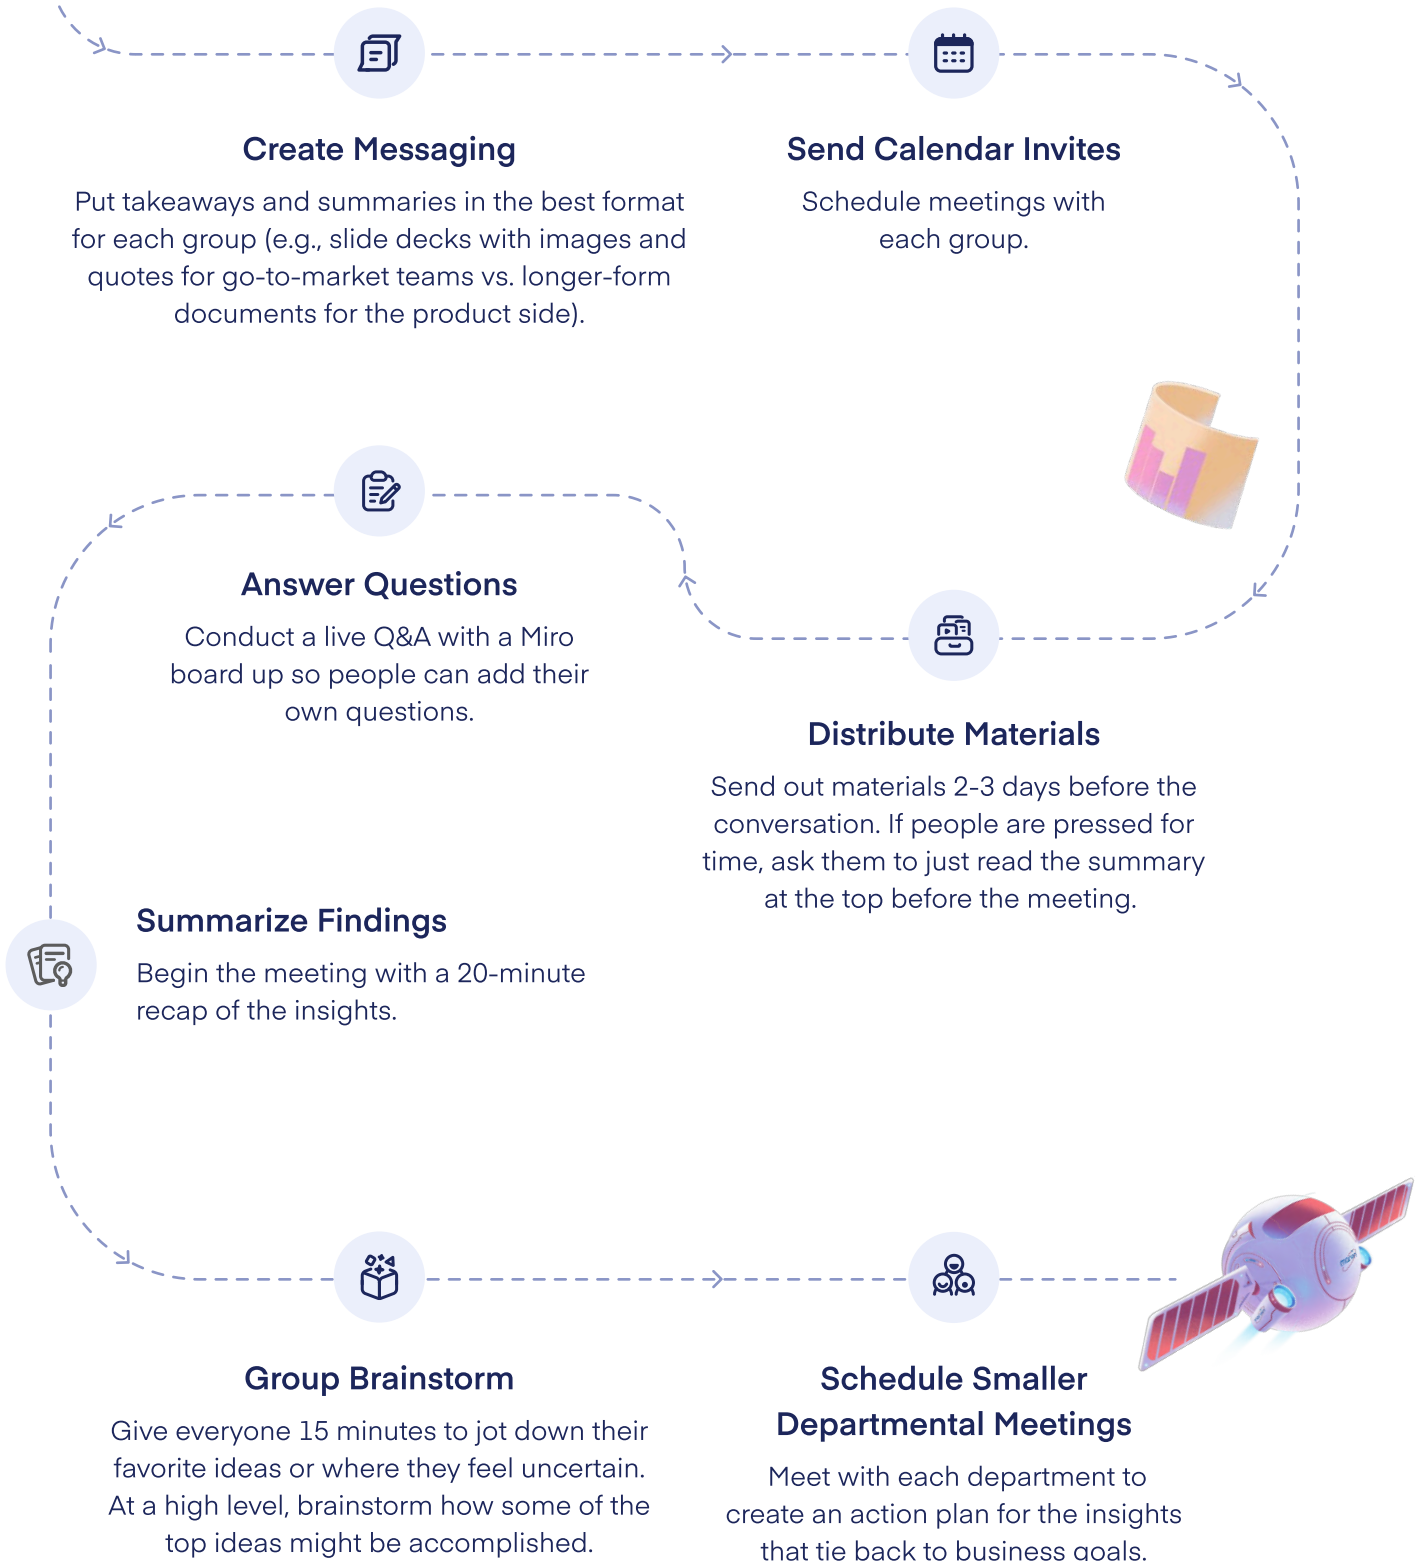 Create Messaging
Put takeaways and summaries in the best format
for each group (e.g., slide decks with images and
quotes for go-to-market teams vs. longer-form
documents for the product side).
Send Calendar Invites
Schedule meetings with
each group.
Distribute Materials
Send out materials 2-3 days before the
conversation. If people are pressed for
time, ask them to just read the summary
at the top before the meeting.
Answer Questions
Conduct a live Q&A with a Miro
board up so people can add their
own questions.
Summarize Findings
Begin the meeting with a 20-minute
recap of the insights.
Group Brainstorm
Give everyone 15 minutes to jot down their
favorite ideas or where they feel uncertain.
At a high level, brainstorm how some of the
top ideas might be accomplished.
Schedule Smaller
Departmental Meetings
Meet with each department to
create an action plan for the insights
that tie back to business goals.